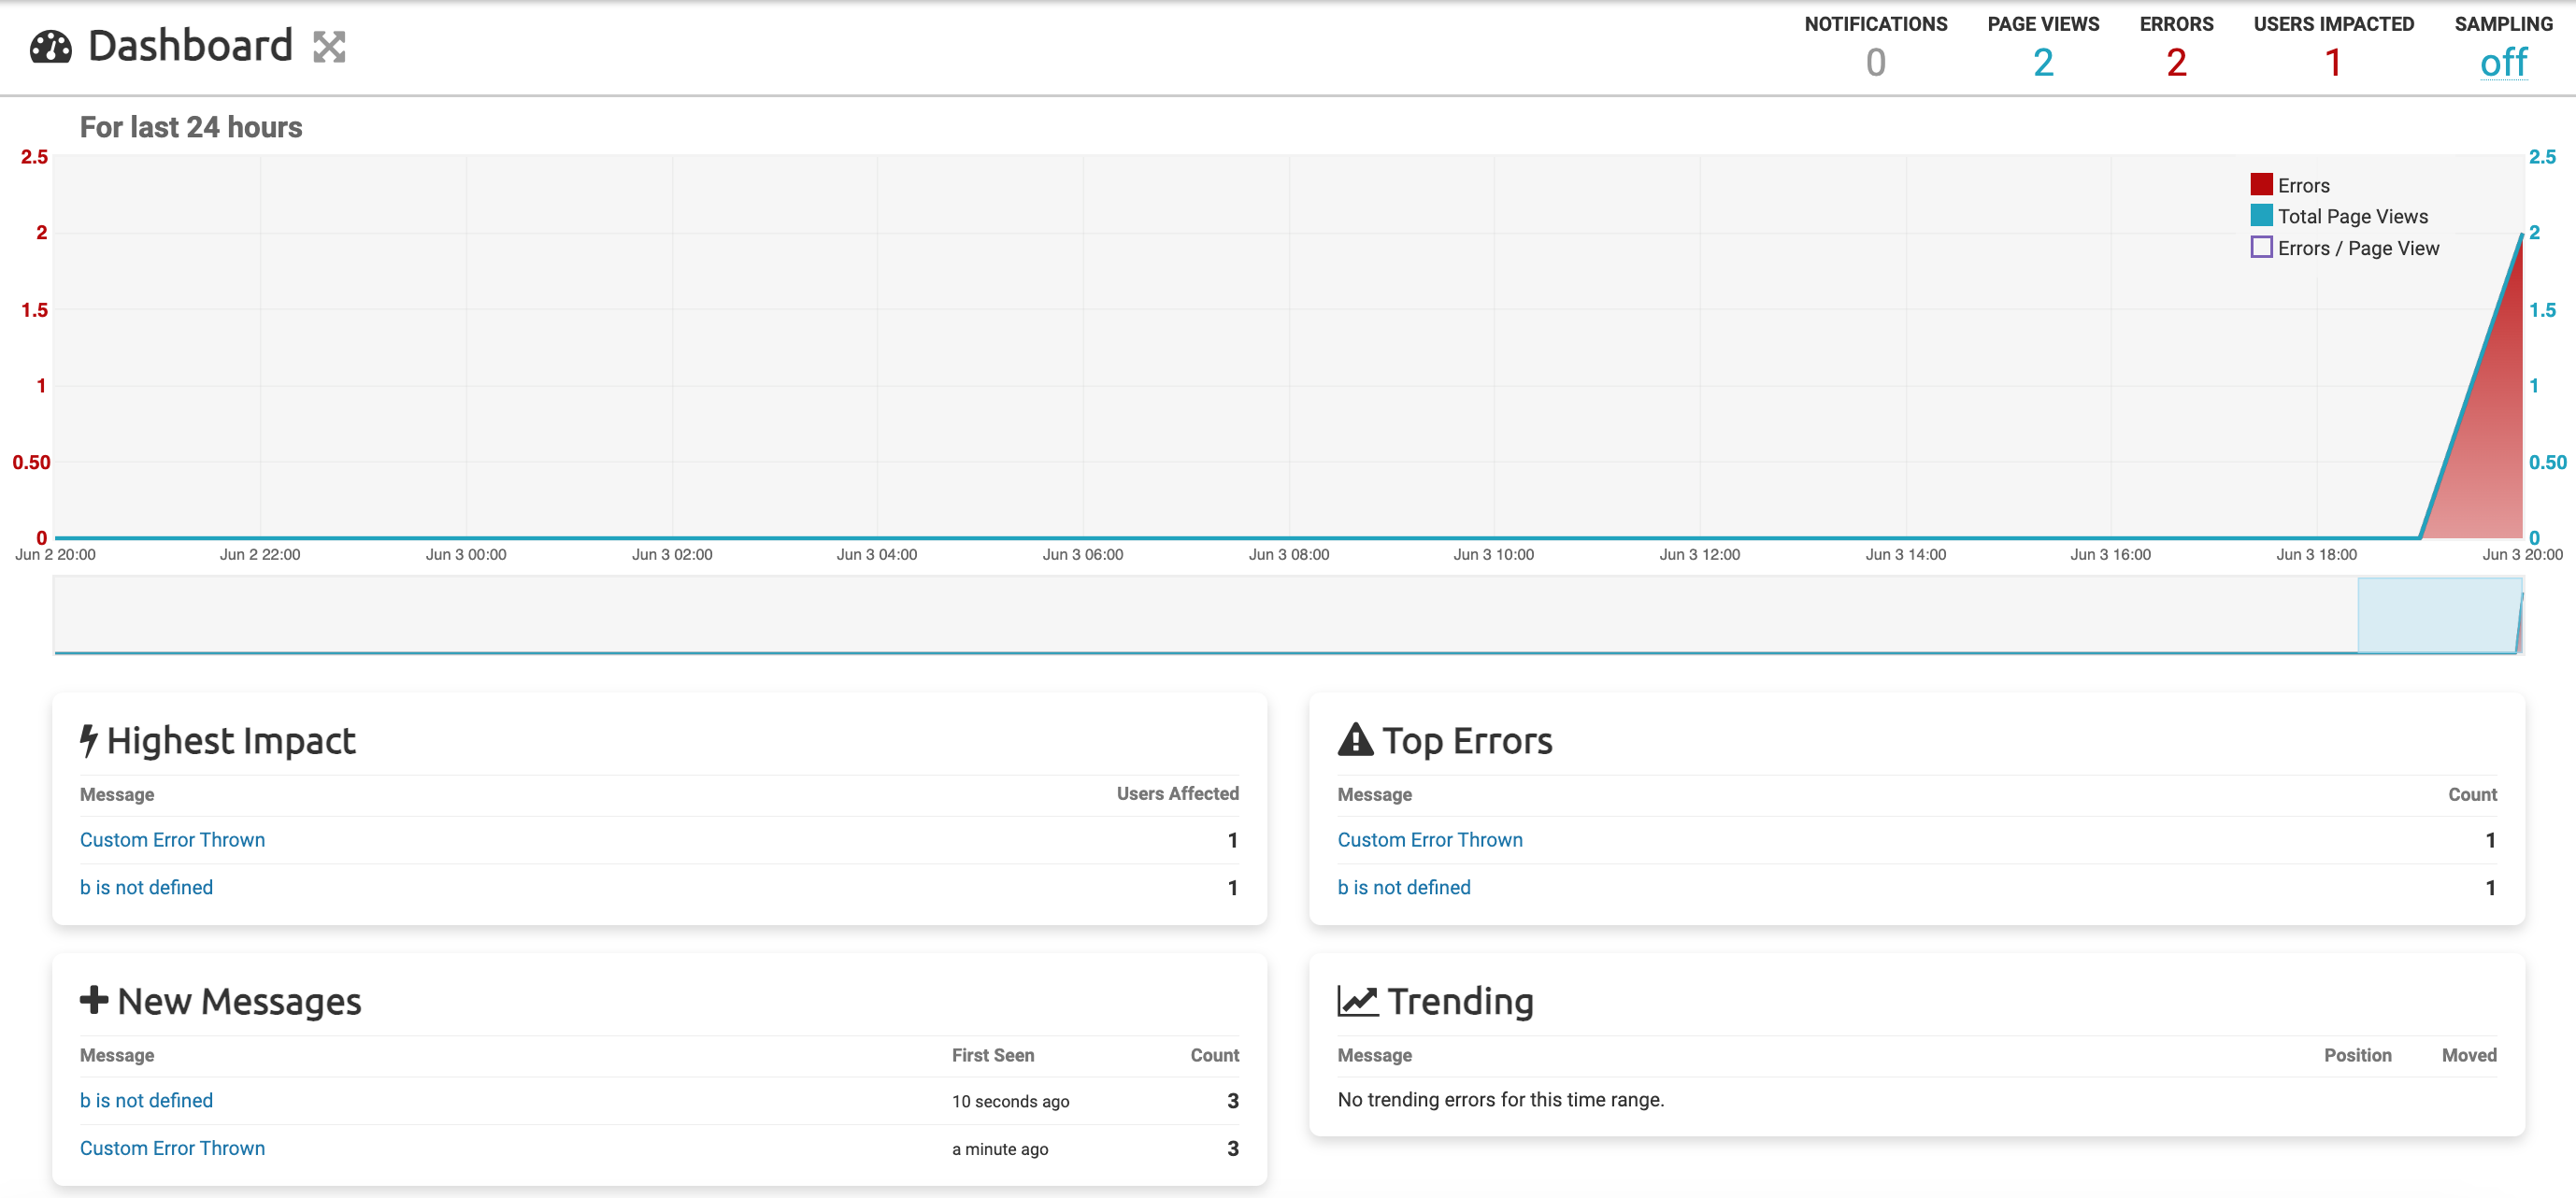 Dashboard
NOTIFICATIONS PAGE VIEWS ERRORS USERS IMPACTED SAMPLING
0 2 2 1 off
For last 24 hours
2.5 2.5
Errors
Total Page Views
2 2
Errors / Page View
1.5 1.5
1 1
0.50 0.50
0 0
Jun 2 20:00 Jun 2 22:00 Jun 3 00:00 Jun 3 02:00 Jun 3 04:00 Jun 3 06:00 Jun 3 08:00 Jun 3 10:00 Jun 3 12:00 Jun 3 14:00 Jun 3 16:00 Jun 3 18:00 Jun 3 20:00
Highest Impact
Message Users Affected
Custom Error Thrown 1
b is not defined 1
Top Errors
Message Count
Custom Error Thrown 1
b is not defined 1
New Messages
Message First Seen Count
b is not defined 10 seconds ago 3
Custom Error Thrown a minute ago 3
Trending
Message Position Moved
No trending errors for this time range.